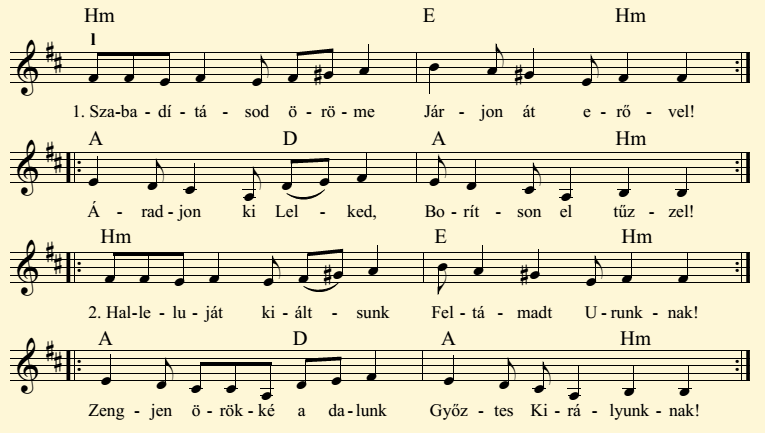 Hm E Hm
1. Sza-ba - dí - tá - sod ö - rö - me Jár - jon át e - rő - vel!
A D A Hm
Á - rad - jon ki Lel - ked, Bo - rít - son el tűz - zel!
Hm E Hm
2. Hal-le - lu - ját ki - ált - sunk Fel - tá - madt U - runk - nak!
A D A Hm
Zeng - jen ö - rök - ké a da - lunk Győz - tes Ki - rá - lyunk - nak!